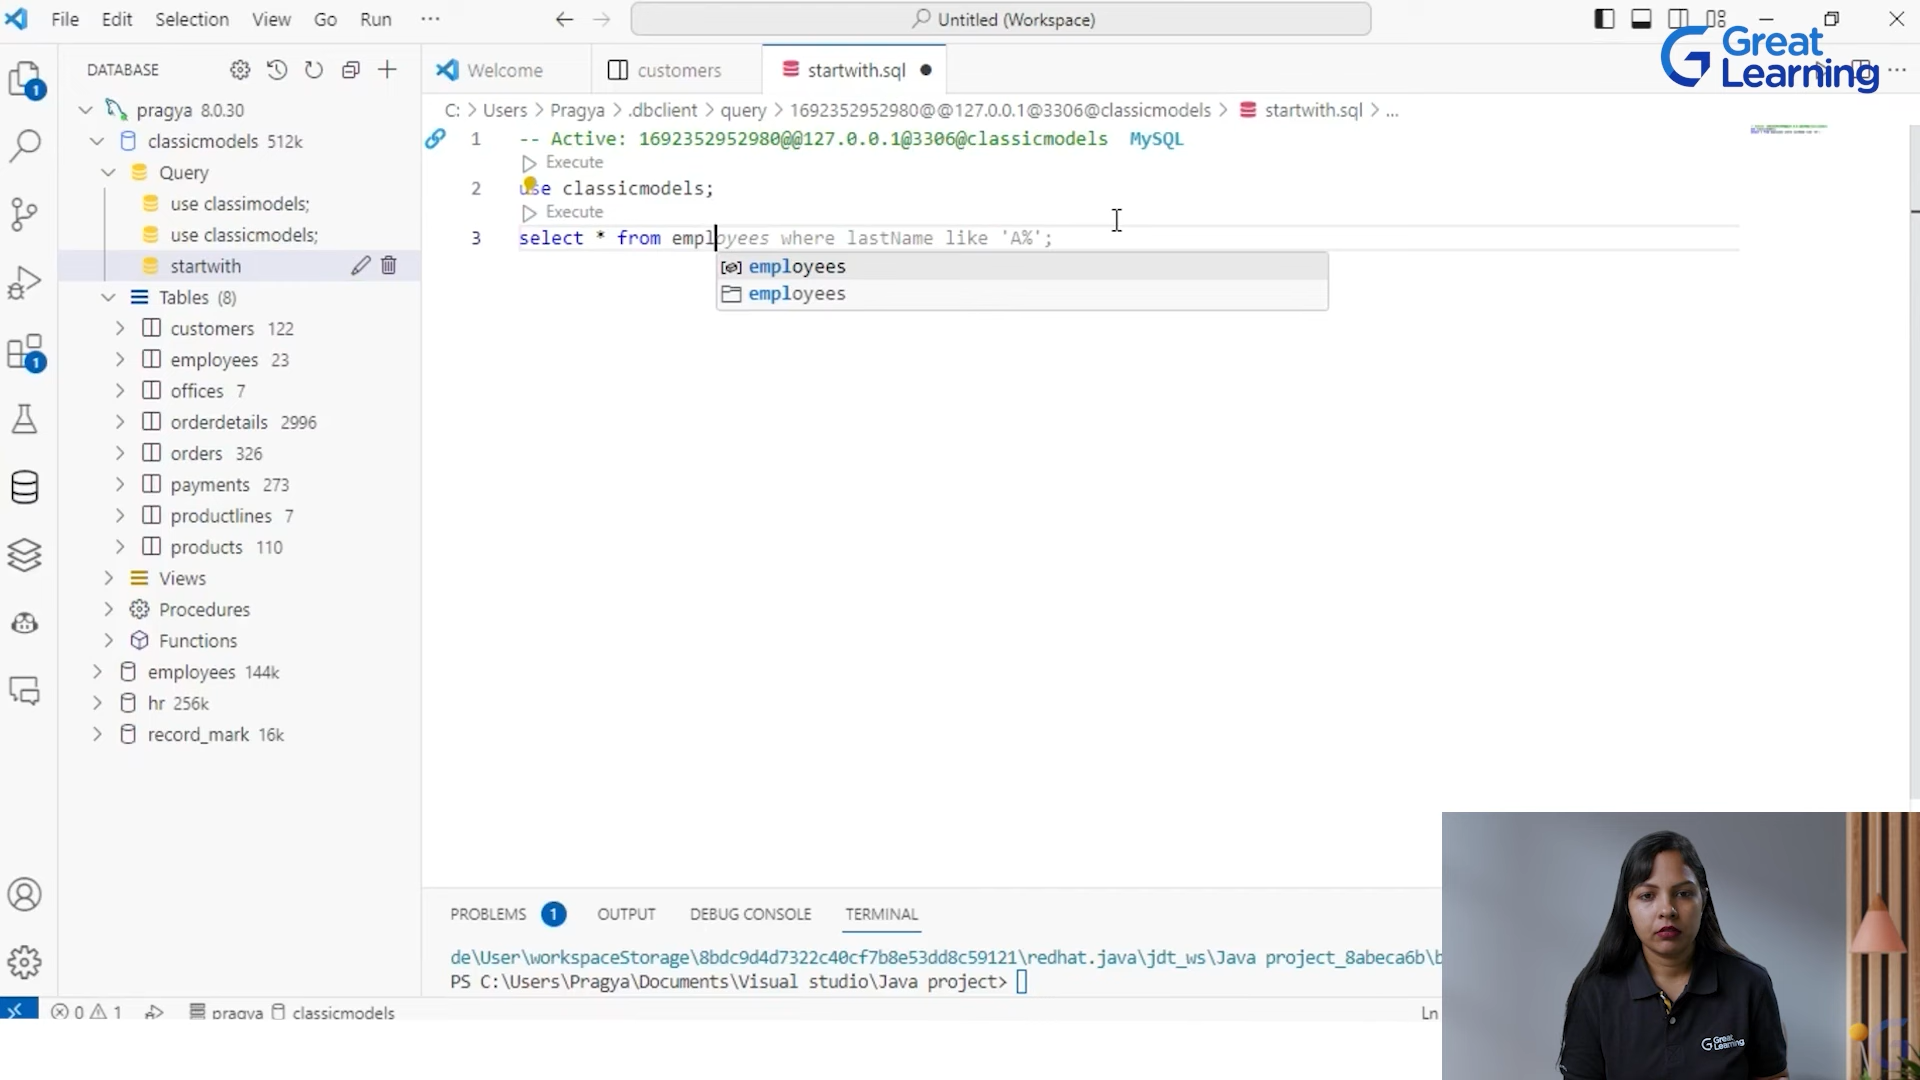 File Edit Selection View Go Run ...
Untitled (Workspace)
Great Learning
DATABASE
pragya 8.0.30
classicmodels 512k
Query
use classimodels;
use classicmodels;
startwith
Tables (8)
customers 122
employees 23
offices 7
orderdetails 2996
orders 326
payments 273
productlines 7
products 110
Views
Procedures
Functions
employees 144k
hr 256k
record_mark 16k
1
1
Welcome
customers
startwith.sql
C: > Users > Pragya > .dbclient > query > 1692352952980@@127.0.0.1@3306@classicmodels > startwith.sql > ...
1 -- Active: 1692352952980@@127.0.0.1@3306@classicmodels MySQL
Execute
2 use classicmodels;
Execute
3 select * from employees where lastName like 'A%';
employees
employees
PROBLEMS 1 OUTPUT DEBUG CONSOLE TERMINAL
de\User\workspaceStorage\8bdc9d4d7322c40cf7b8e53dd8c59121\redhat.java\jdt_ws\Java project_8abeca6b\b
PS C:\Users\Pragya\Documents\Visual studio\Java project>
0 1 pragya classicmodels
Ln
Great Learning